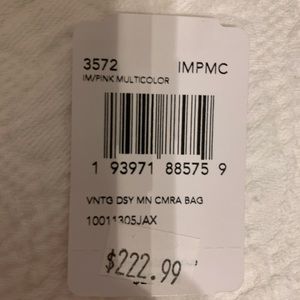 3572 IMPMC
IM/PINK MULTICOLOR
1 93971 88575 9
VNTG DSY MN CMRA BAG
10011305JAX
$222.99